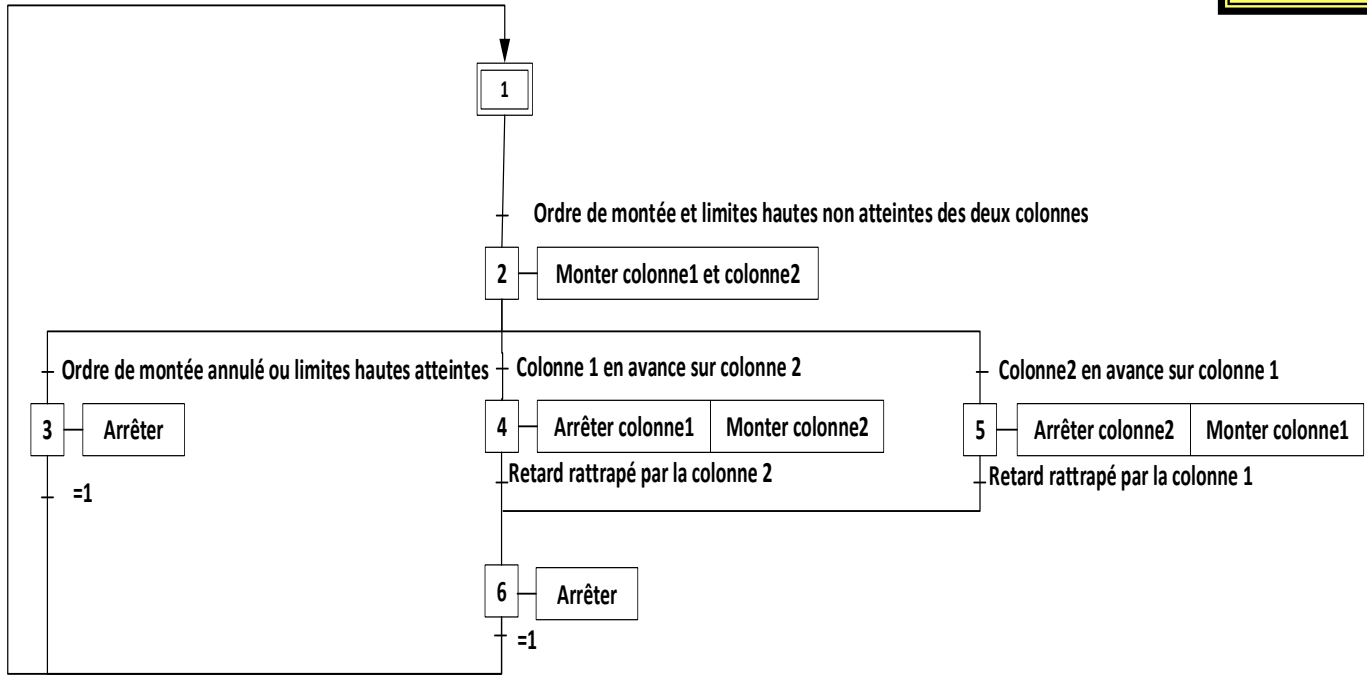 1
Ordre de montée et limites hautes non atteintes des deux colonnes
2
Monter colonne1 et colonne2
Ordre de montée annulé ou limites hautes atteintes
Colonne 1 en avance sur colonne 2
Colonne2 en avance sur colonne 1
3
Arrêter
4
Arrêter colonne1
Monter colonne2
5
Arrêter colonne2
Monter colonne1
=1
Retard rattrapé par la colonne 2
Retard rattrapé par la colonne 1
6
Arrêter
=1